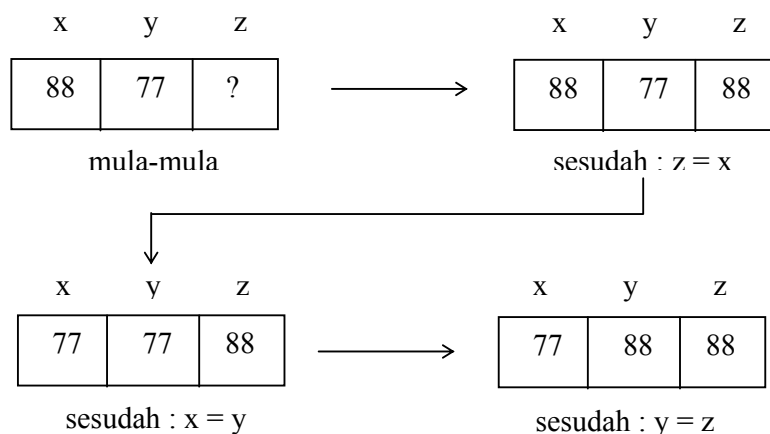 x y z
88 77 ?
mula-mula
x y z
88 77 88
sesudah : z = x
x y z
77 77 88
sesudah : x = y
x y z
77 88 88
sesudah : y = z